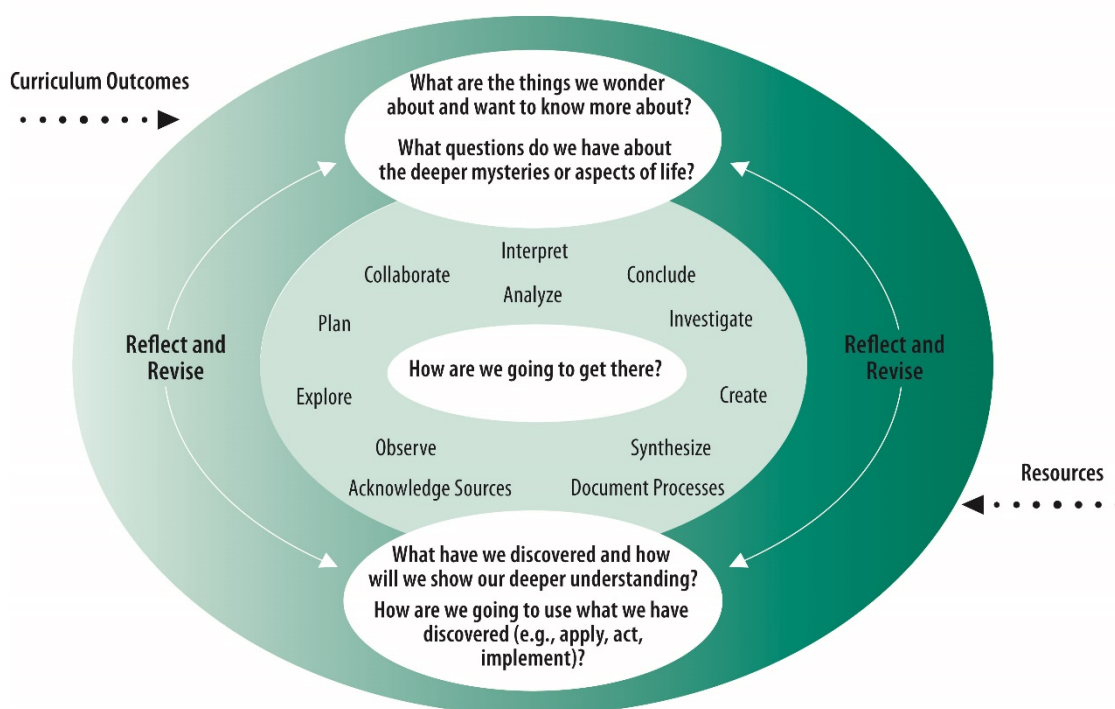 Curriculum Outcomes
What are the things we wonder
about and want to know more about?
What questions do we have about
the deeper mysteries or aspects of life?
Interpret
Collaborate
Conclude
Analyze
Plan
Investigate
Reflect and
Revise
How are we going to get there?
Reflect and
Revise
Explore
Create
Observe
Synthesize
Acknowledge Sources
Document Processes
Resources
What have we discovered and how
will we show our deeper understanding?
How are we going to use what we have
discovered (e.g., apply, act,
implement)?